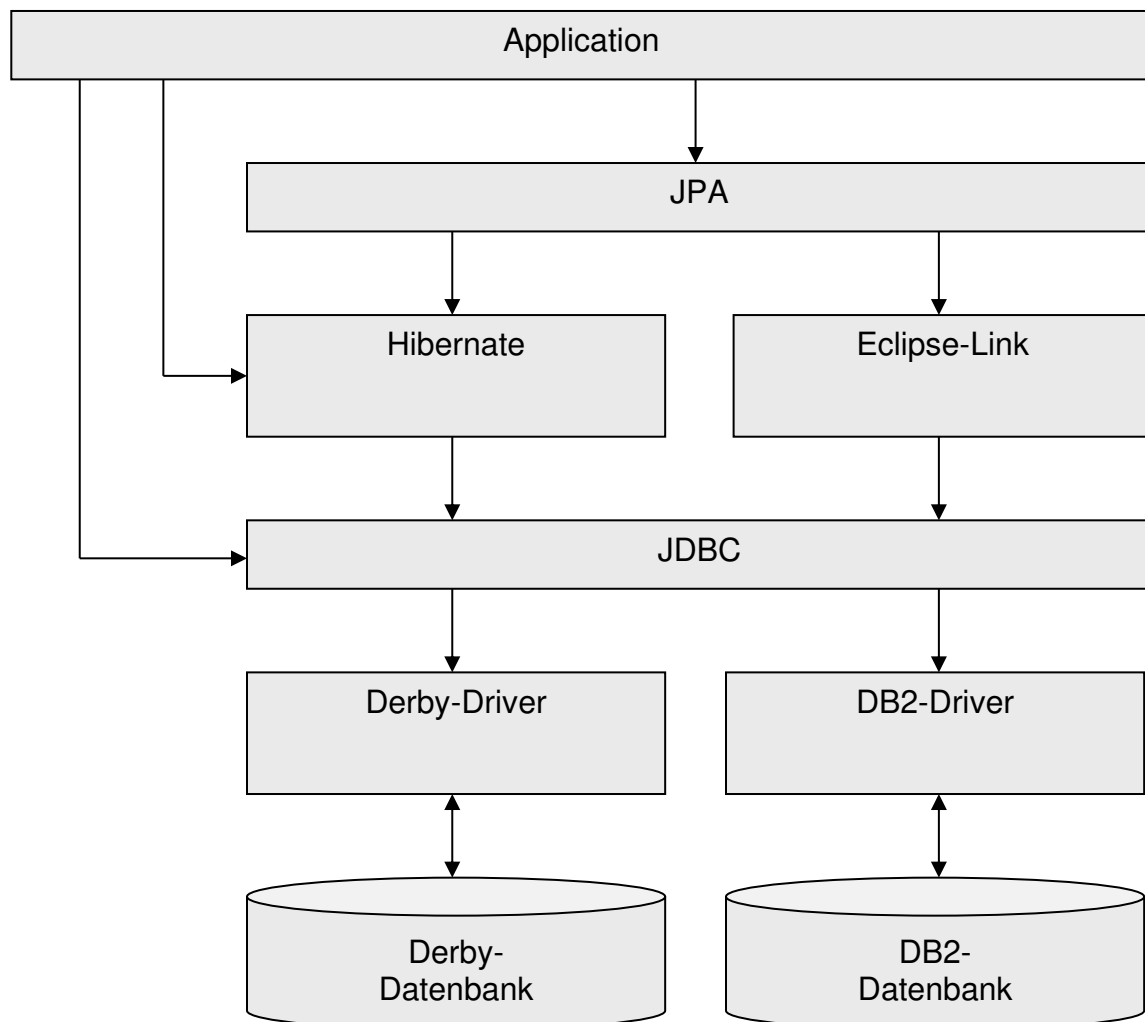 Application
JPA
Hibernate
Eclipse-Link
JDBC
Derby-Driver
DB2-Driver
Derby-
Datenbank
DB2-
Datenbank